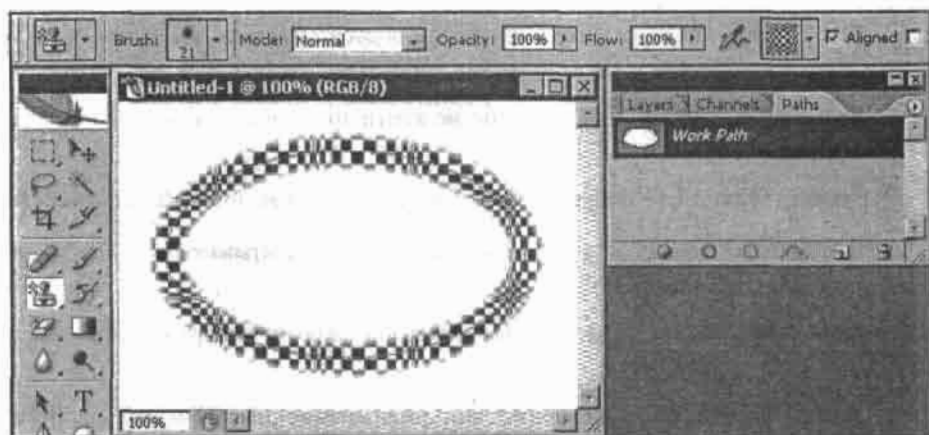 Brush: 21 Mode: Normal Opacity: 100% Flow: 100% Aligned
Untitled-1 @ 100% (RGB/8)
Layers Channels Paths
Work Path
T
100%